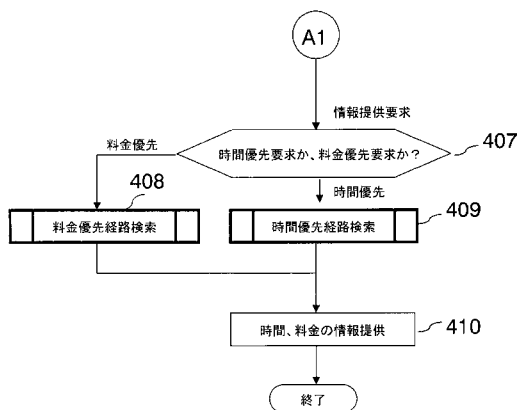 A1
情報提供要求
料金優先
時間優先要求か、料金優先要求か?
407
時間優先
408
409
料金優先経路検索
時間優先経路検索
時間、料金の情報提供
410
終了